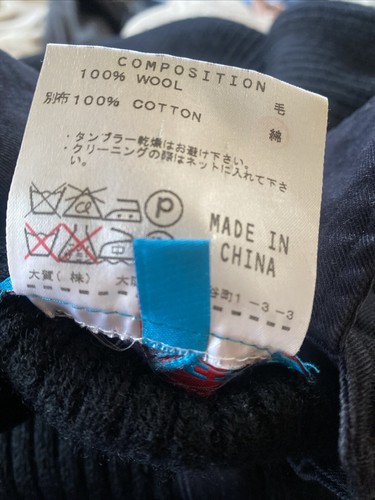 COMPOSITION
100% WOOL 毛
別布100% COTTON 綿
・タンブラー乾燥はお避け下さい。
・クリーニングの際はネットに入れて下さ
い。
P
MADE IN
CHINA
大賀(株) 大
谷町1-3-3